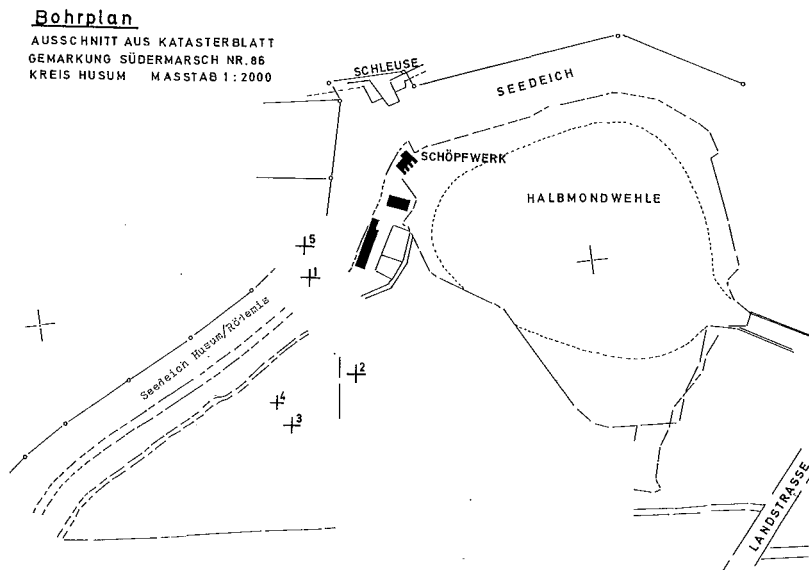 Bohrplan
AUSSCHNITT AUS KATASTERBLATT
GEMARKUNG SÜDERMARSCH NR. 86
KREIS HUSUM MASSTAB 1:2000
SCHLEUSE
SEEDEICH
SCHÖPFWERK
HALBMONDWEHLE
5
1
Seedeich Husum/Rödemis
2
4
3
LANDSTRASSE